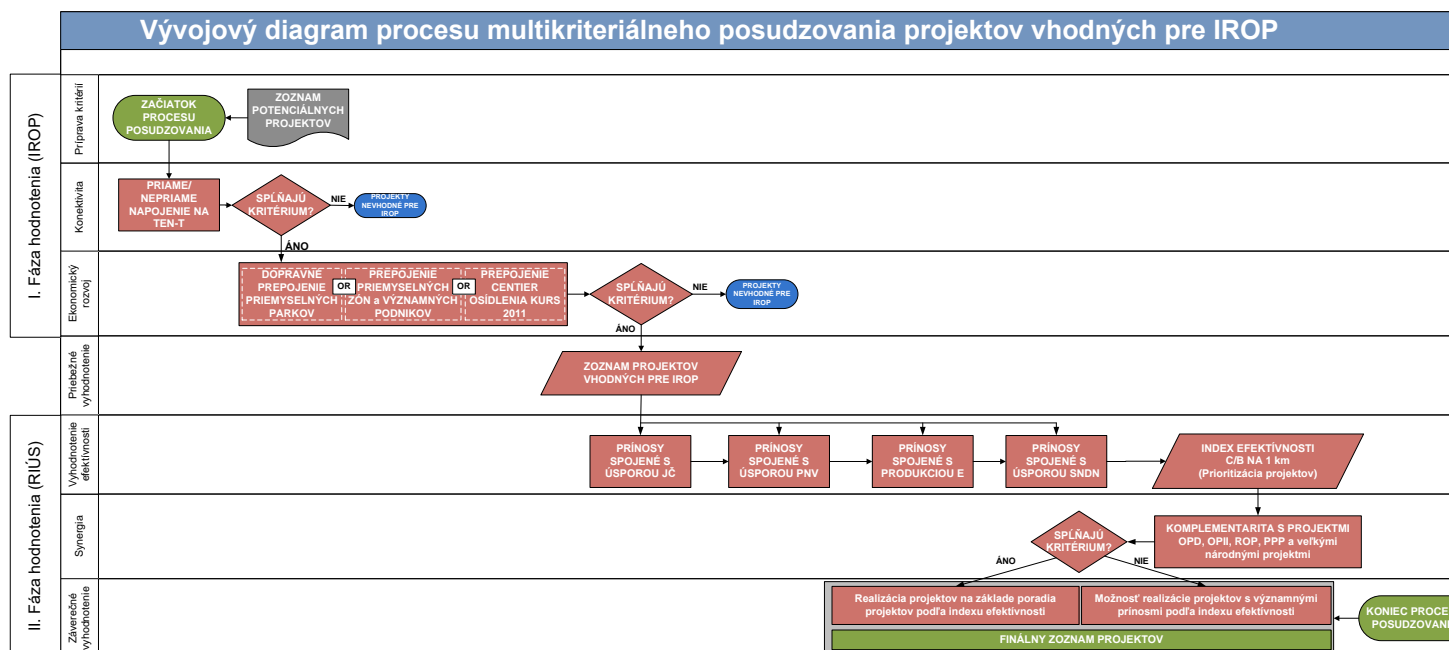 Vývojový diagram procesu multikriteriálneho posudzovania projektov vhodných pre IROP
I. Fáza hodnotenia (IROP)
Príprava kritérií
ZAČIATOK
PROCESU
POSUDZOVANIA
ZOZNAM
POTENCIÁLNYCH
PROJEKTOV
Konektivita
PRIAME/
NEPRIAME
NAPOJENIE NA
TEN-T
SPĹŇAJÚ
KRITÉRIUM?
NIE
PROJEKTY
NEVHODNÉ PRE
IROP
ÁNO
Ekonomický
rozvoj
DOPRAVNÉ
PREPOJENIE
PRIEMYSELNÝCH
PARKOV
OR
PREPOJENIE
PRIEMYSELNÝCH
ZÓN a VÝZNAMNÝCH
PODNIKOV
OR
PREPOJENIE
CENTIER
OSÍDLENIA KURS
2011
SPĹŇAJÚ
KRITÉRIUM?
NIE
PROJEKTY
NEVHODNÉ PRE
IROP
ÁNO
Priebežné
vyhodnotenie
ZOZNAM PROJEKTOV
VHODNÝCH PRE IROP
II. Fáza hodnotenia (RIÚS)
Vyhodnotenie
efektívnosti
PRÍNOSY
SPOJENÉ S
ÚSPOROU JČ
PRÍNOSY
SPOJENÉ S
ÚSPOROU PNV
PRÍNOSY
SPOJENÉ S
PRODUKCIOU E
PRÍNOSY
SPOJENÉ S
ÚSPOROU SNDN
INDEX EFEKTÍVNOSTI
C/B NA 1 km
(Prioritizácia projektov)
Synergia
SPĹŇAJÚ
KRITÉRIUM?
KOMPLEMENTARITA S PROJEKTMI
OPD, OPII, ROP, PPP a veľkými
národnými projektmi
ÁNO
NIE
Záverečné
vyhodnotenie
Realizácia projektov na základe poradia
projektov podľa indexu efektívnosti
Možnosť realizácie projektov s významnými
prínosmi podľa indexu efektívnosti
FINÁLNY ZOZNAM PROJEKTOV
KONIEC PROCE
POSUDZOVANI